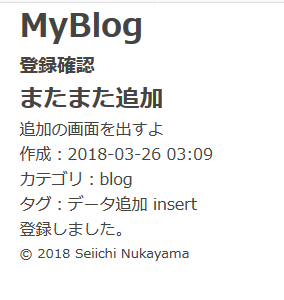 MyBlog
登録確認
またまた追加
追加の画面を出すよ
作成：2018-03-26 03:09
カテゴリ：blog
タグ：データ追加 insert
登録しました。
© 2018 Seiichi Nukayama